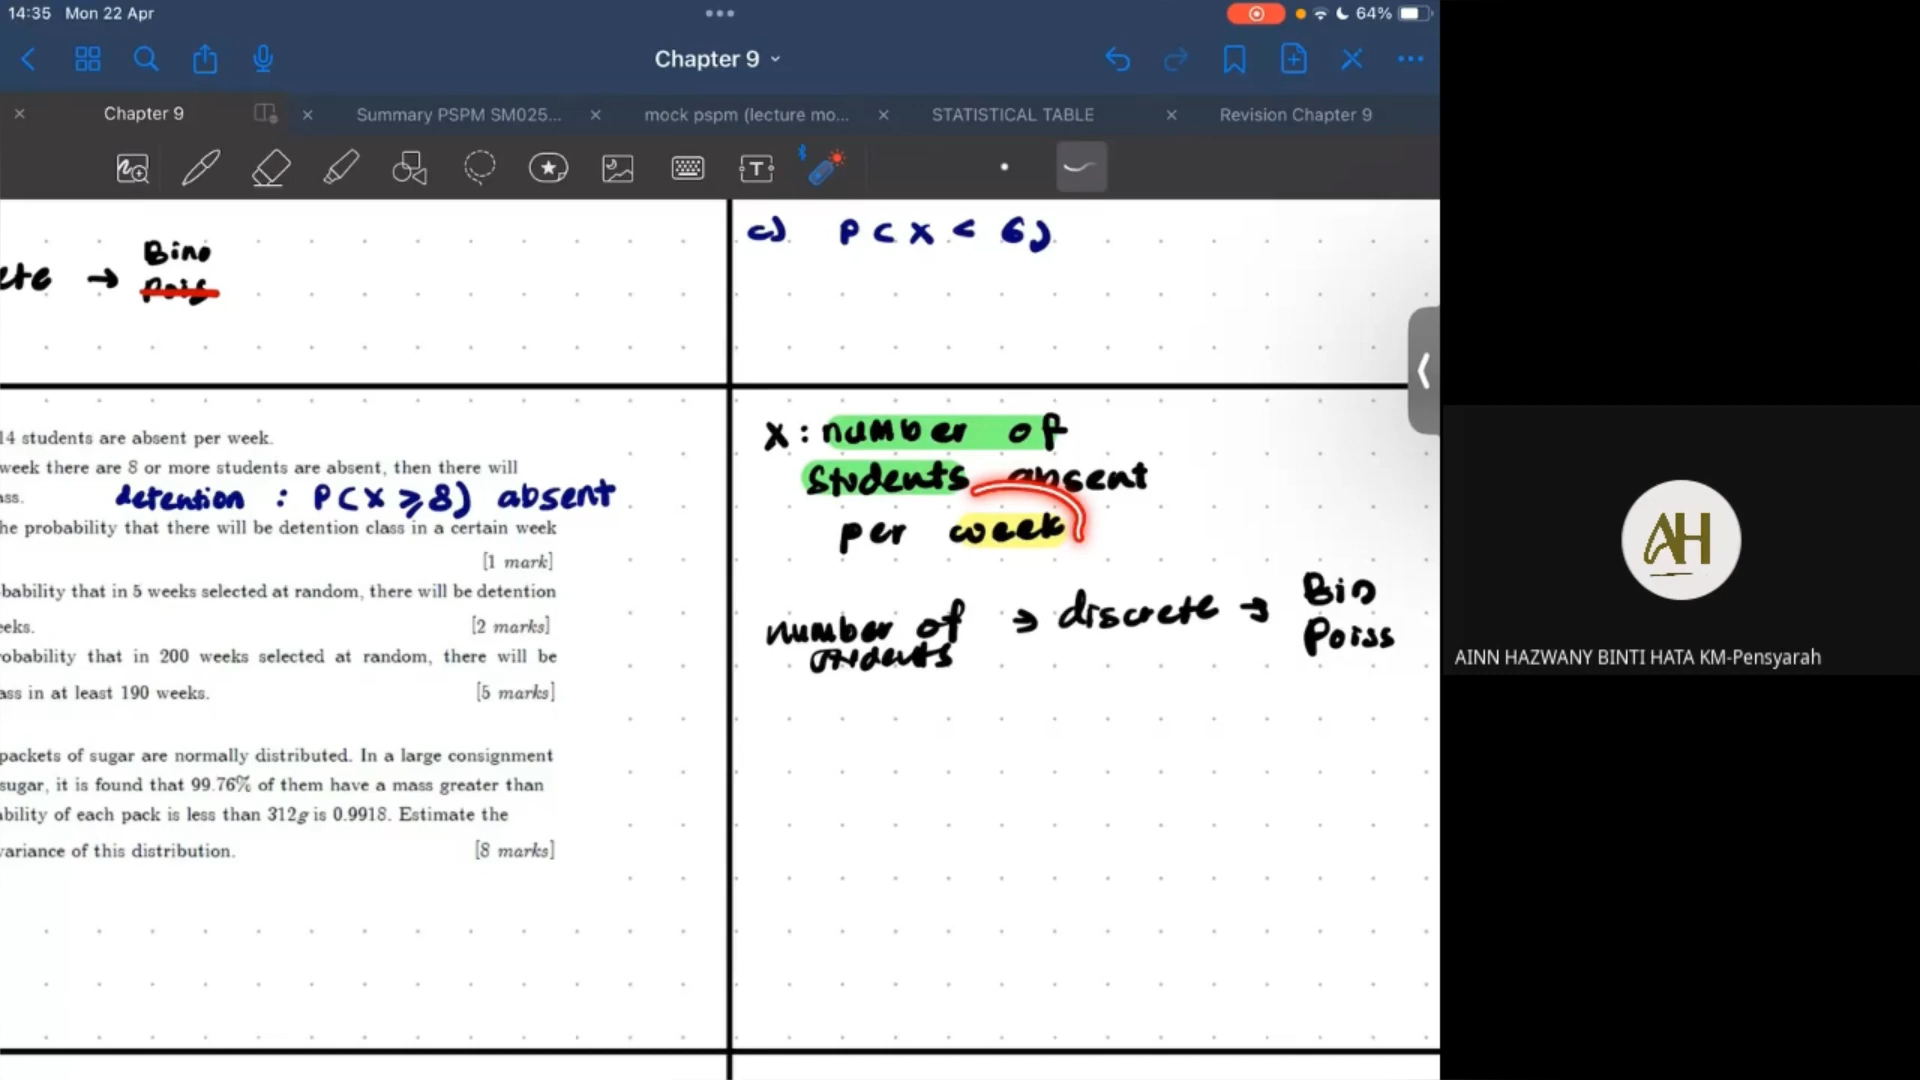 14:35 Mon 22 Apr
64%
Chapter 9
Chapter 9
Summary PSPM SM025...
mock pspm (lecture mo...
STATISTICAL TABLE
Revision Chapter 9
T
ete → Bino
Pois
c) P(X < 6)
14 students are absent per week.
week there are 8 or more students are absent, then there will
ass.
detention : P(X ≥ 8) absent
he probability that there will be detention class in a certain week
[1 mark]
bability that in 5 weeks selected at random, there will be detention
eeks.
[2 marks]
robability that in 200 weeks selected at random, there will be
ass in at least 190 weeks.
[5 marks]
packets of sugar are normally distributed. In a large consignment
sugar, it is found that 99.76% of them have a mass greater than
ability of each pack is less than 312g is 0.9918. Estimate the
variance of this distribution.
[8 marks]
X : number of
students absent
per week
number of students → discrete → Bin
Poiss
AH
AINN HAZWANY BINTI HATA KM-Pensyarah